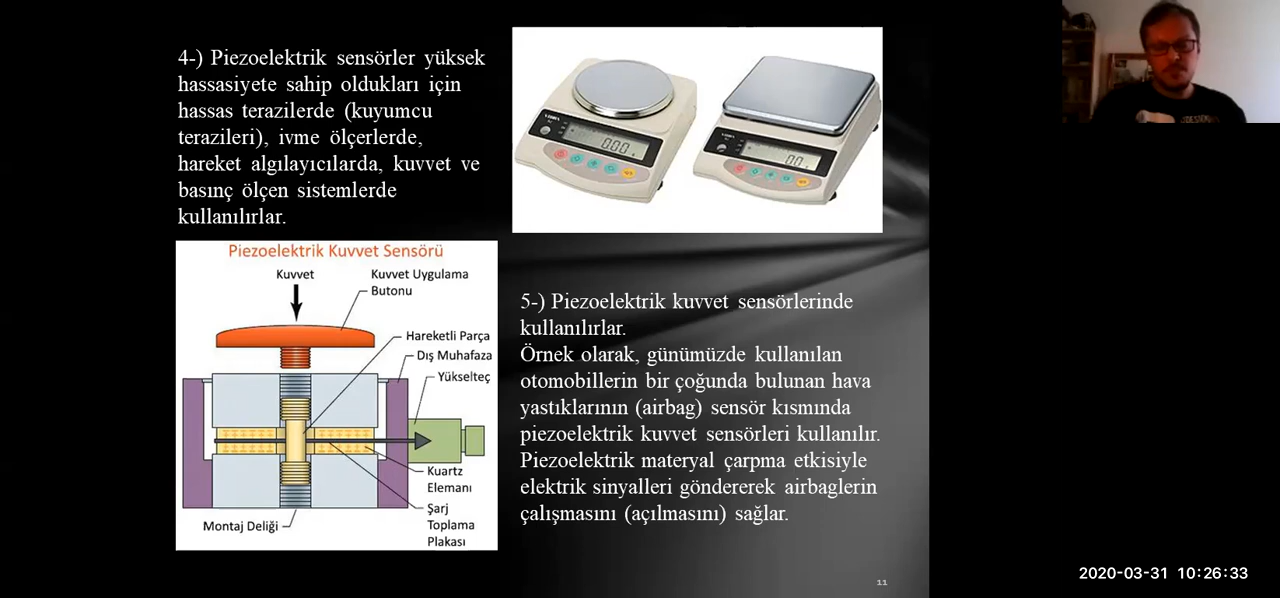 4-) Piezoelektrik sensörler yüksek
hassasiyete sahip oldukları için
hassas terazilerde (kuyumcu
terazileri), ivme ölçerlerde,
hareket algılayıcılarda, kuvvet ve
basınç ölçen sistemlerde
kullanılırlar.
0.00
0.0
Piezoelektrik Kuvvet Sensörü
Kuvvet
Kuvvet Uygulama
Butonu
Hareketli Parça
Dış Muhafaza
Yükselteç
Kuartz
Elemanı
Şarj
Toplama
Plakası
Montaj Deliği
5-) Piezoelektrik kuvvet sensörlerinde
kullanılırlar.
Örnek olarak, günümüzde kullanılan
otomobillerin bir çoğunda bulunan hava
yastıklarının (airbag) sensör kısmında
piezoelektrik kuvvet sensörleri kullanılır.
Piezoelektrik materyal çarpma etkisiyle
elektrik sinyalleri göndererek airbaglerin
çalışmasını (açılmasını) sağlar.
11
2020-03-31 10:26:33